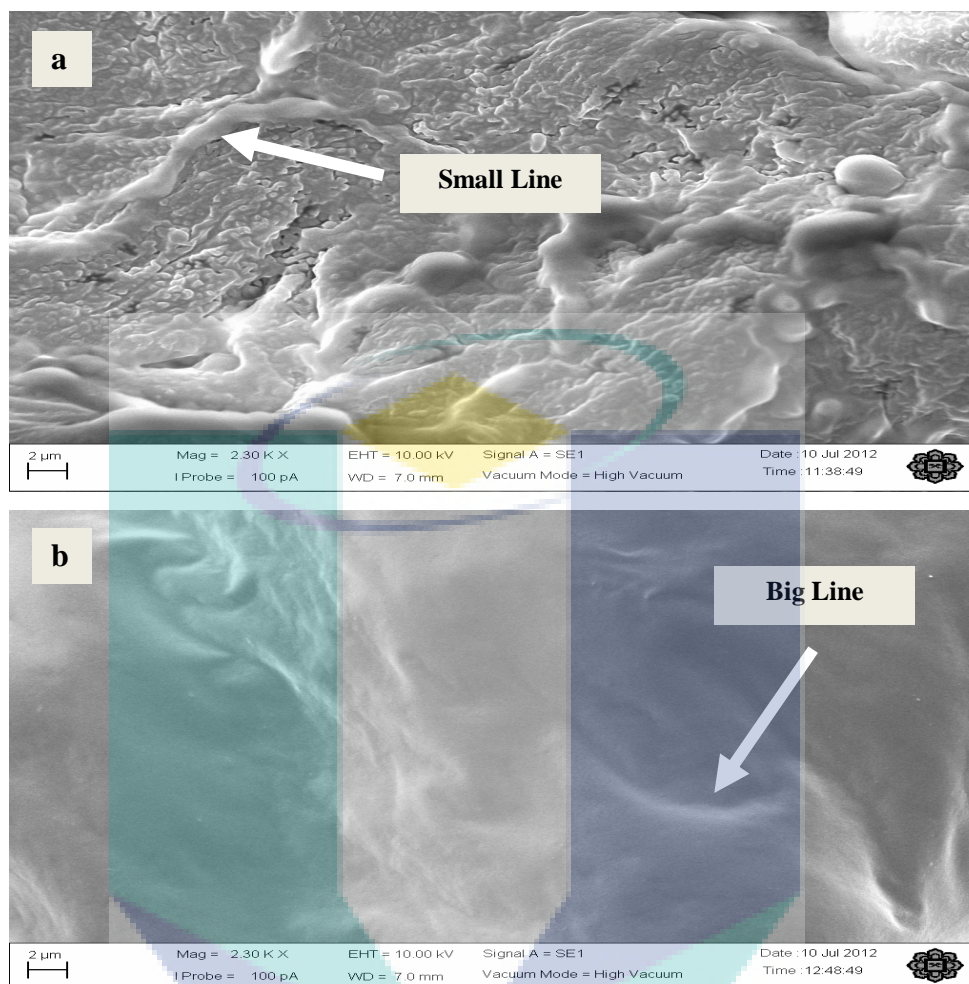 a
Small Line
2 µm
Mag = 2.30 K X
EHT = 10.00 kV
Signal A = SE1
Date :10 Jul 2012
I Probe = 100 pA
WD = 7.0 mm
Vacuum Mode = High Vacuum
Time :11:38:49
b
Big Line
2 µm
Mag = 2.30 K X
EHT = 10.00 kV
Signal A = SE1
Date :10 Jul 2012
I Probe = 100 pA
WD = 7.0 mm
Vacuum Mode = High Vacuum
Time :12:48:49